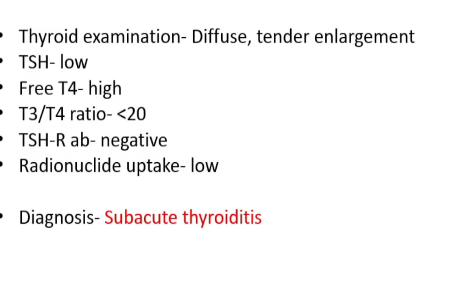 • Thyroid examination- Diffuse, tender enlargement
• TSH- low
• Free T4- high
• T3/T4 ratio- <20
• TSH-R ab- negative
• Radionuclide uptake- low
• Diagnosis- Subacute thyroiditis